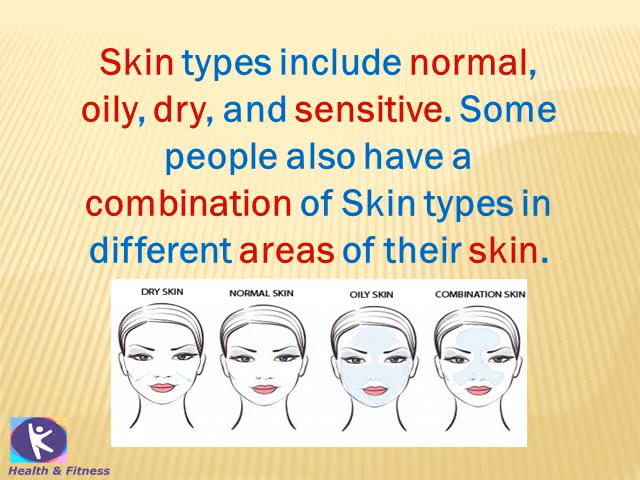 Skin types include normal,
oily, dry, and sensitive. Some
people also have a
combination of Skin types in
different areas of their skin.
DRY SKIN
NORMAL SKIN
OILY SKIN
COMBINATION SKIN
Health & Fitness